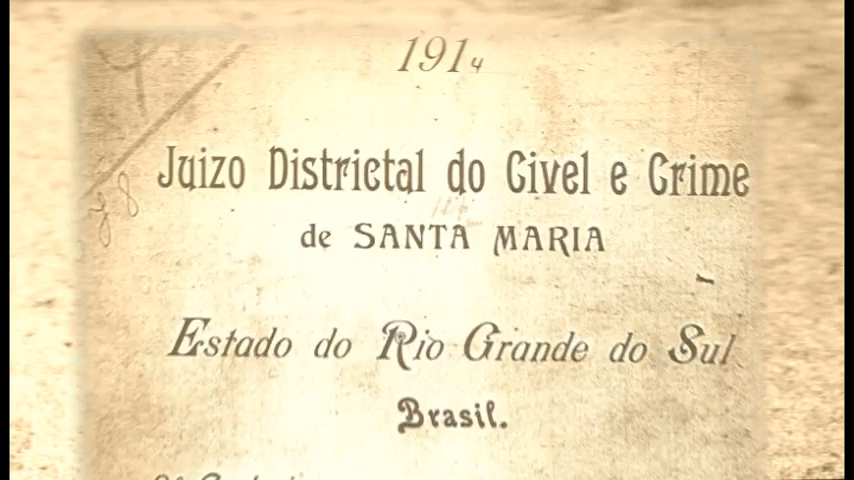 1914
Juizo Districtal do Civel e Crime
de SANTA MARIA
Estado do Rio Grande do Sul
Brasil.